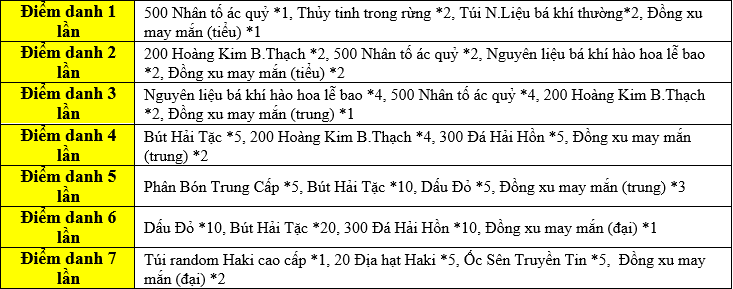 Điểm danh 1 lần
500 Nhân tố ác quỷ *1, Thủy tinh trong rừng *2, Túi N.Liệu bá khí thường*2, Đồng xu
may mắn (tiểu) *1
Điểm danh 2 lần
200 Hoàng Kim B.Thạch *2, 500 Nhân tố ác quỷ *2, Nguyên liệu bá khí hào hoa lễ bao
*2, Đồng xu may mắn (tiểu) *2
Điểm danh 3 lần
Nguyên liệu bá khí hào hoa lễ bao *4, 500 Nhân tố ác quỷ *4, 200 Hoàng Kim B.Thạch
*2, Đồng xu may mắn (trung) *1
Điểm danh 4 lần
Bút Hải Tặc *5, 200 Hoàng Kim B.Thạch *4, 300 Đá Hải Hồn *5, Đồng xu may mắn
(trung) *2
Điểm danh 5 lần
Phân Bón Trung Cấp *5, Bút Hải Tặc *10, Dấu Đỏ *5, Đồng xu may mắn (trung) *3
Điểm danh 6 lần
Dấu Đỏ *10, Bút Hải Tặc *20, 300 Đá Hải Hồn *10, Đồng xu may mắn (đại) *1
Điểm danh 7 lần
Túi random Haki cao cấp *1, 20 Địa hạt Haki *5, Ốc Sên Truyền Tin *5,  Đồng xu may
mắn (đại) *2